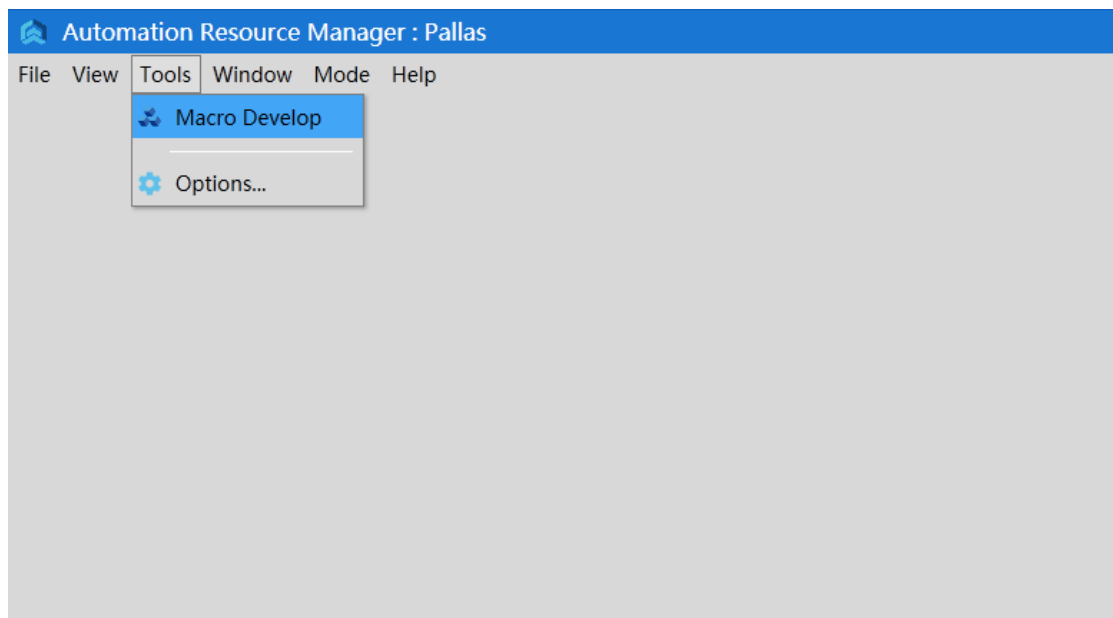 Automation Resource Manager : Pallas
File View Tools Window Mode Help
Macro Develop
Options...